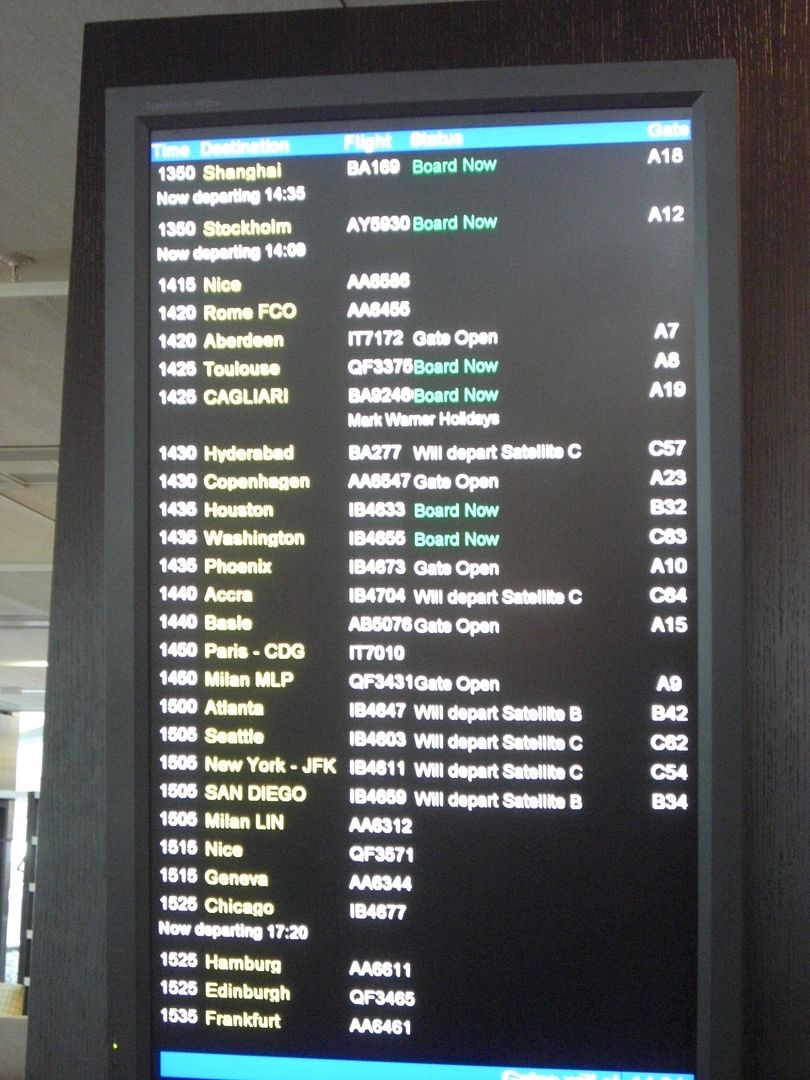 Time Destination Flight Status Gate
1350 Shanghai BA169 Board Now A18
Now departing 14:35
1350 Stockholm AY5930 Board Now A12
Now departing 14:09
1415 Nice AA6586
1420 Rome FCO AA6455
1420 Aberdeen IT7172 Gate Open A7
1425 Toulouse QF3375 Board Now A8
1425 CAGLIARI BA9246 Board Now A19
Mark Warner Holidays
1430 Hyderabad BA277 Will depart Satellite C C57
1430 Copenhagen AA6547 Gate Open A23
1435 Houston IB4633 Board Now B32
1435 Washington IB4655 Board Now C63
1435 Phoenix IB4673 Gate Open A10
1440 Accra IB4704 Will depart Satellite C C64
1440 Basle AB5076 Gate Open A15
1450 Paris - CDG IT7010
1450 Milan MLP QF3431 Gate Open A9
1500 Atlanta IB4647 Will depart Satellite B B42
1505 Seattle IB4603 Will depart Satellite C C62
1505 New York - JFK IB4611 Will depart Satellite C C54
1505 SAN DIEGO IB4659 Will depart Satellite B B34
1505 Milan LIN AA6312
1515 Nice QF3571
1515 Geneva AA6344
1525 Chicago IB4677
Now departing 17:20
1525 Hamburg AA6611
1525 Edinburgh QF3465
1535 Frankfurt AA6461